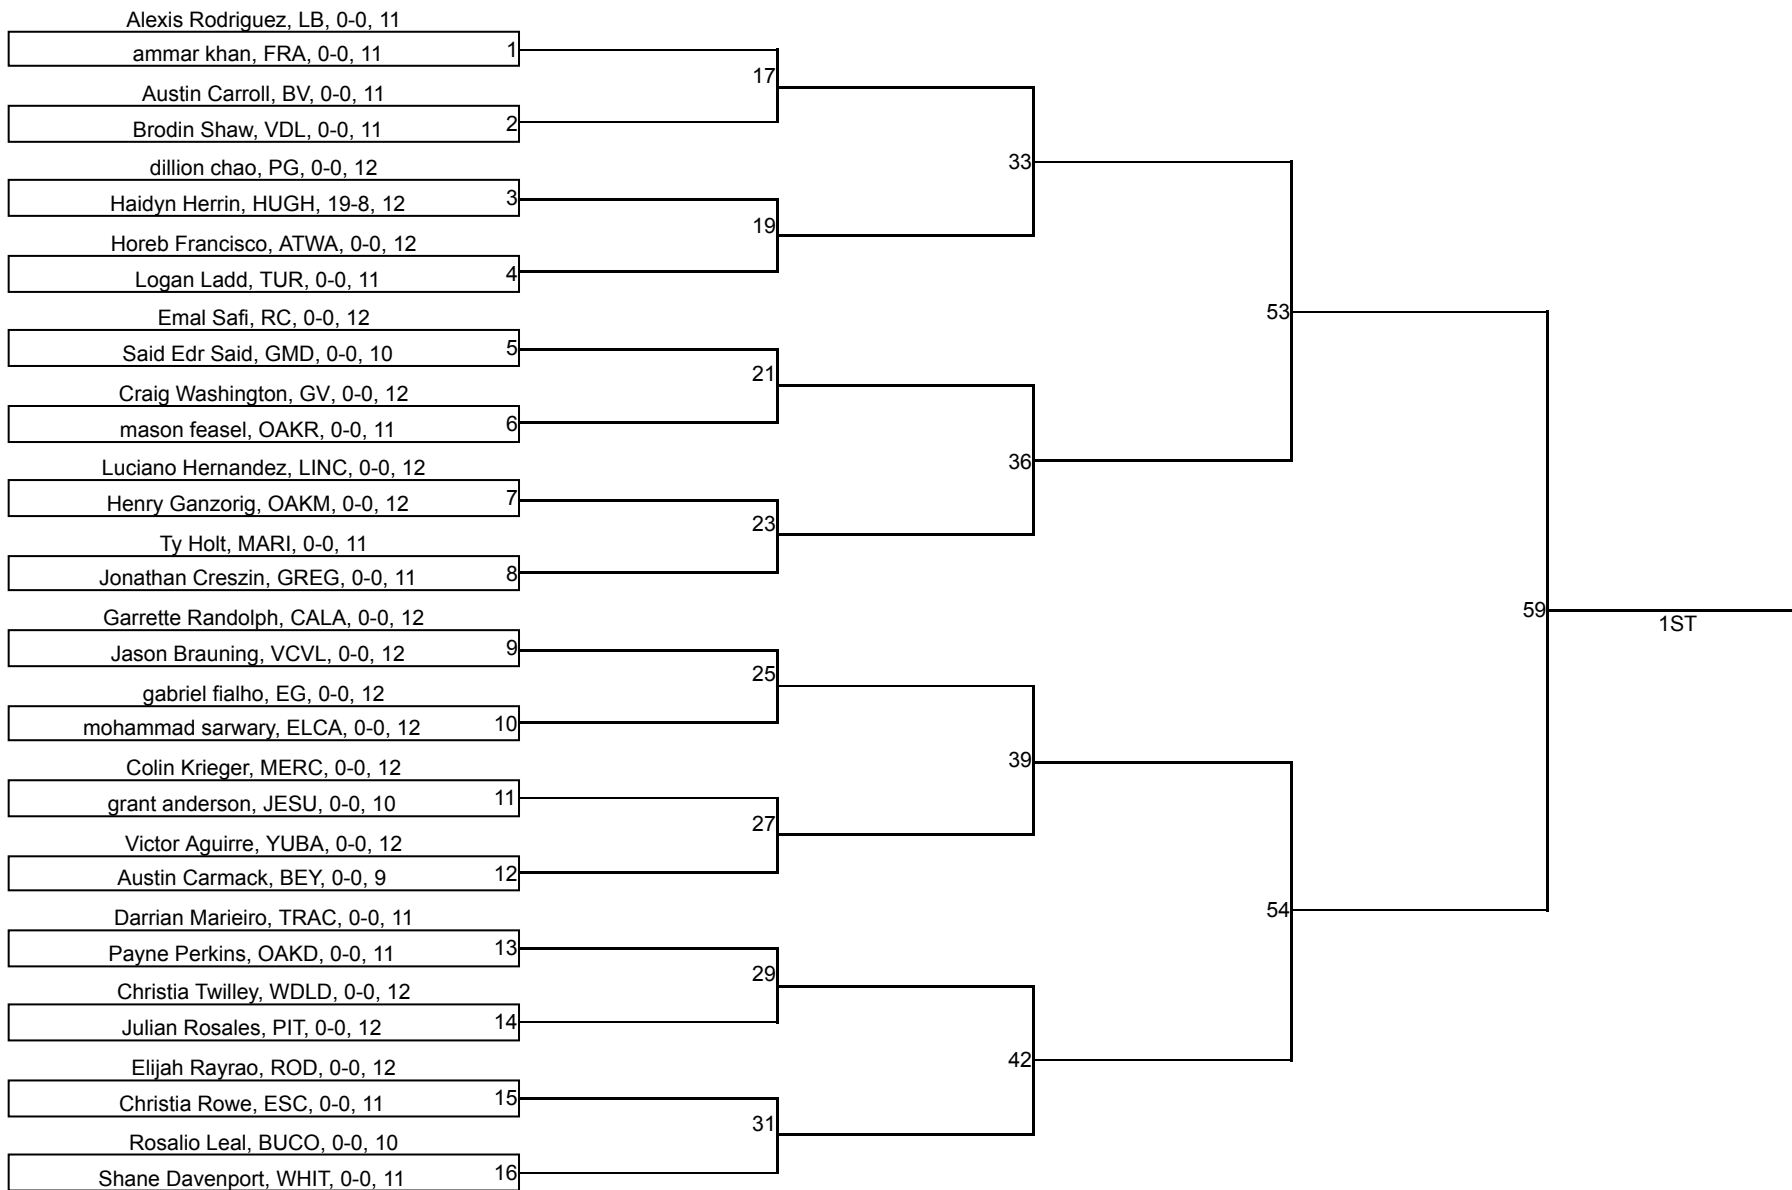 Alexis Rodriguez, LB, 0-0, 11
ammar khan, FRA, 0-0, 11
1
17
Austin Carroll, BV, 0-0, 11
Brodin Shaw, VDL, 0-0, 11
2
33
dillion chao, PG, 0-0, 12
Haidyn Herrin, HUGH, 19-8, 12
3
19
Horeb Francisco, ATWA, 0-0, 12
Logan Ladd, TUR, 0-0, 11
4
53
Emal Safi, RC, 0-0, 12
Said Edr Said, GMD, 0-0, 10
5
21
Craig Washington, GV, 0-0, 12
mason feasel, OAKR, 0-0, 11
6
36
Luciano Hernandez, LINC, 0-0, 12
Henry Ganzorig, OAKM, 0-0, 12
7
23
Ty Holt, MARI, 0-0, 11
Jonathan Creszin, GREG, 0-0, 11
8
59
1ST
Garrette Randolph, CALA, 0-0, 12
Jason Brauning, VCVL, 0-0, 12
9
25
gabriel fialho, EG, 0-0, 12
mohammad sarwary, ELCA, 0-0, 12
10
39
Colin Krieger, MERC, 0-0, 12
grant anderson, JESU, 0-0, 10
11
27
Victor Aguirre, YUBA, 0-0, 12
Austin Carmack, BEY, 0-0, 9
12
54
Darrian Marieiro, TRAC, 0-0, 11
Payne Perkins, OAKD, 0-0, 11
13
29
Christia Twilley, WDLD, 0-0, 12
Julian Rosales, PIT, 0-0, 12
14
42
Elijah Rayrao, ROD, 0-0, 12
Christia Rowe, ESC, 0-0, 11
15
31
Rosalio Leal, BUCO, 0-0, 10
Shane Davenport, WHIT, 0-0, 11
16